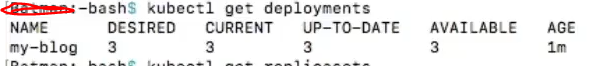 :~bash$ kubectl get deployments
NAME DESIRED CURRENT UP-TO-DATE AVAILABLE AGE
my-blog 3 3 3 3 1m
bash$ kubectl get replicasets